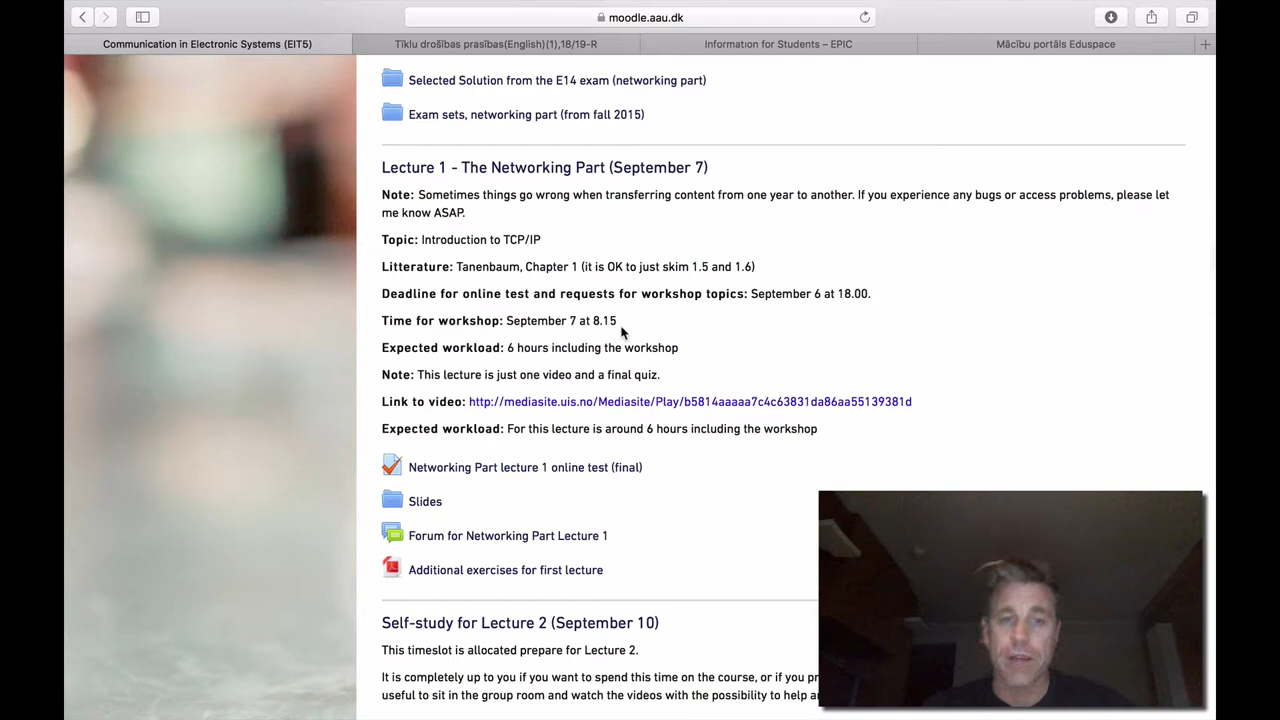 moodle.aau.dk
Communication in Electronic Systems (EIT5)
Tīklu drošības prasības(English)(1),18/19-R
Information for Students – EPIC
Mācību portāls Eduspace
Selected Solution from the E14 exam (networking part)
Exam sets, networking part (from fall 2015)
Lecture 1 - The Networking Part (September 7)
Note: Sometimes things go wrong when transferring content from one year to another. If you experience any bugs or access problems, please let
me know ASAP.
Topic: Introduction to TCP/IP
Litterature: Tanenbaum, Chapter 1 (it is OK to just skim 1.5 and 1.6)
Deadline for online test and requests for workshop topics: September 6 at 18.00.
Time for workshop: September 7 at 8.15
Expected workload: 6 hours including the workshop
Note: This lecture is just one video and a final quiz.
Link to video: http://mediasite.uis.no/Mediasite/Play/b5814aaaaa7c4c63831da86aa55139381d
Expected workload: For this lecture is around 6 hours including the workshop
Networking Part lecture 1 online test (final)
Slides
Forum for Networking Part Lecture 1
Additional exercises for first lecture
Self-study for Lecture 2 (September 10)
This timeslot is allocated prepare for Lecture 2.
It is completely up to you if you want to spend this time on the course, or if you
useful to sit in the group room and watch the videos with the possibility to help